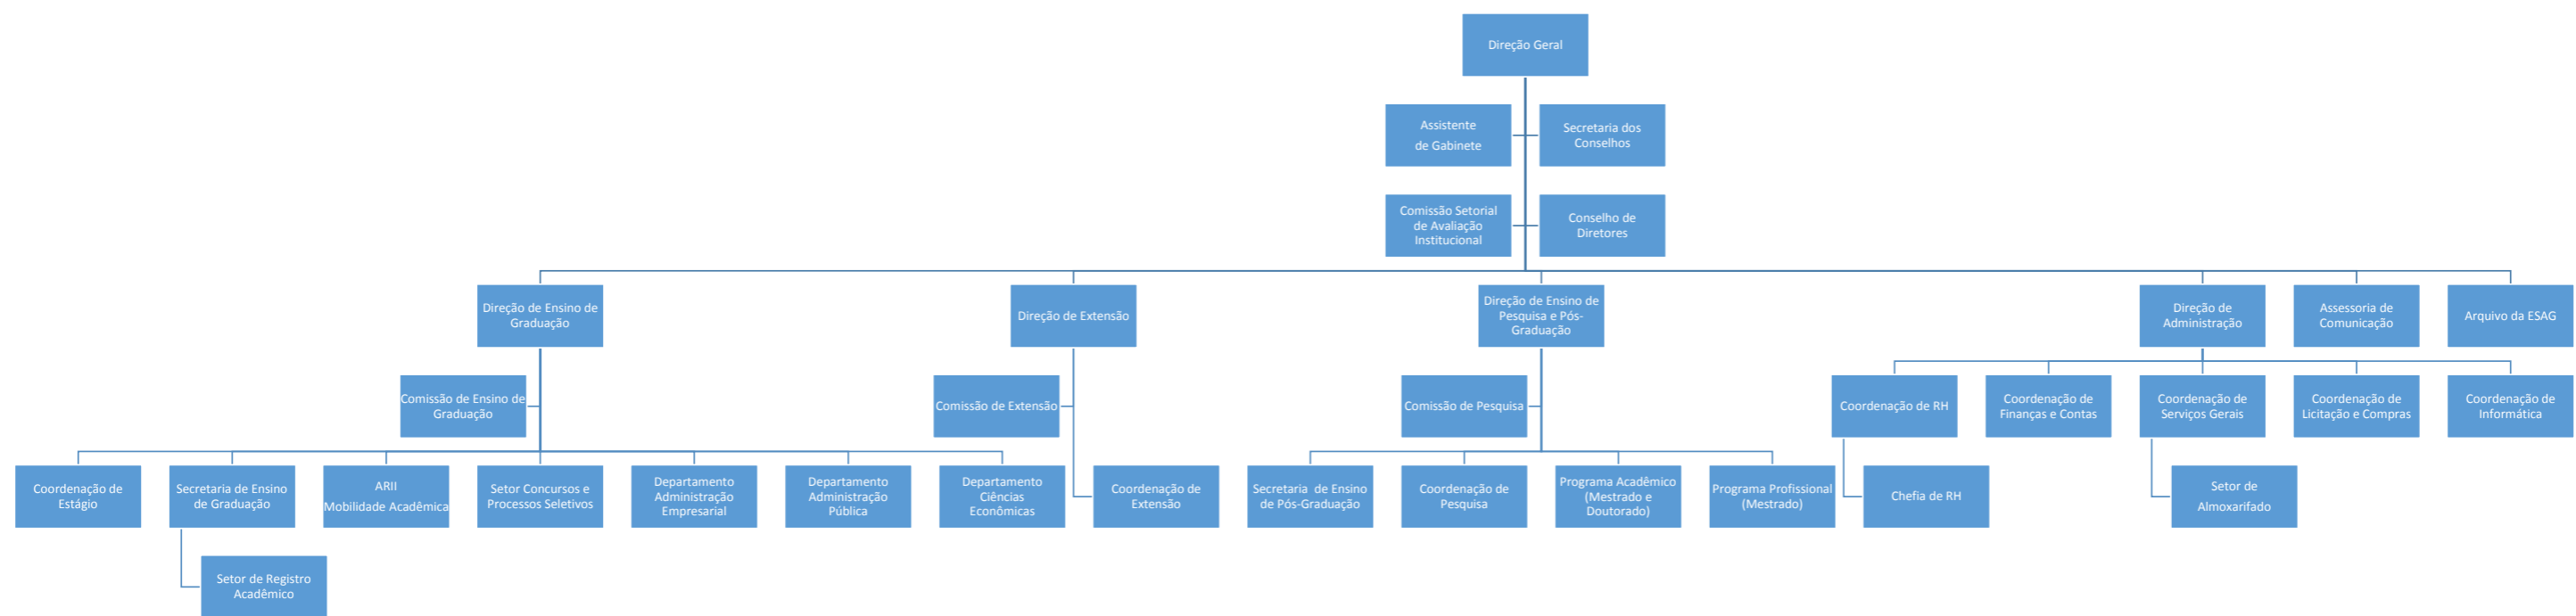 Direção Geral
Assistente
de Gabinete
Secretaria dos
Conselhos
Comissão Setorial
de Avaliação
Institucional
Conselho de
Diretores
Direção de Ensino de
Graduação
Direção de Extensão
Direção de Ensino de
Pesquisa e Pós-
Graduação
Direção de
Administração
Assessoria de
Comunicação
Arquivo da ESAG
Comissão de Ensino de
Graduação
Comissão de Extensão
Comissão de Pesquisa
Coordenação de RH
Coordenação de
Finanças e Contas
Coordenação de
Serviços Gerais
Coordenação de
Licitação e Compras
Coordenação de
Informática
Coordenação de
Estágio
Secretaria de Ensino
de Graduação
ARII
Mobilidade Acadêmica
Setor Concursos e
Processos Seletivos
Departamento
Administração
Empresarial
Departamento
Administração
Pública
Departamento
Ciências
Econômicas
Coordenação de
Extensão
Secretaria  de Ensino
de Pós-Graduação
Coordenação de
Pesquisa
Programa Acadêmico
(Mestrado e
Doutorado)
Programa Profissional
(Mestrado)
Chefia de RH
Setor de
Almoxarifado
Setor de Registro
Acadêmico